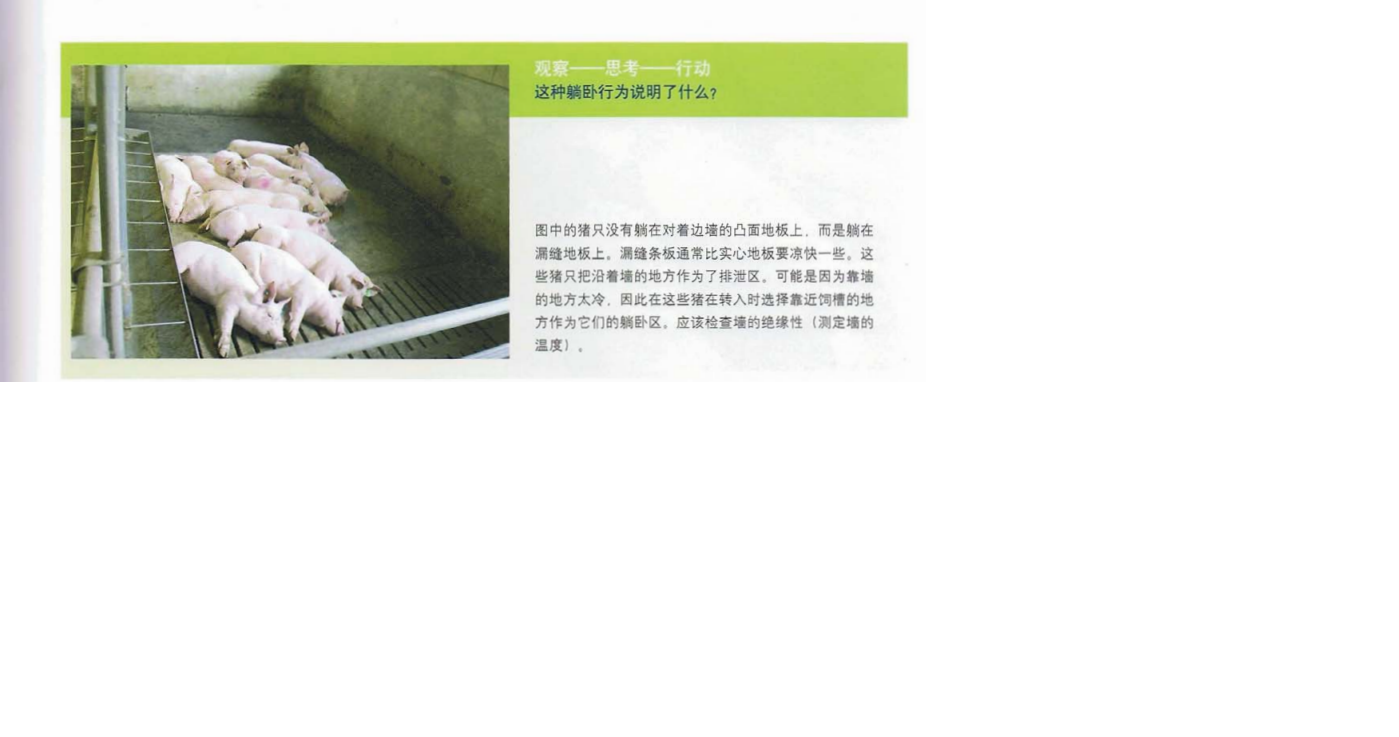 观察——思考——行动
这种躺卧行为说明了什么?
图中的猪只没有躺在对着边墙的凸面地板上，而是躺在
漏缝地板上。漏缝条板通常比实心地板要凉快一些。这
些猪只把沿着墙的地方作为了排泄区。可能是因为靠墙
的地方太冷，因此在这些猪在转入时选择靠近饲槽的地
方作为它们的躺卧区。应该检查墙的绝缘性（测定墙的
温度）。